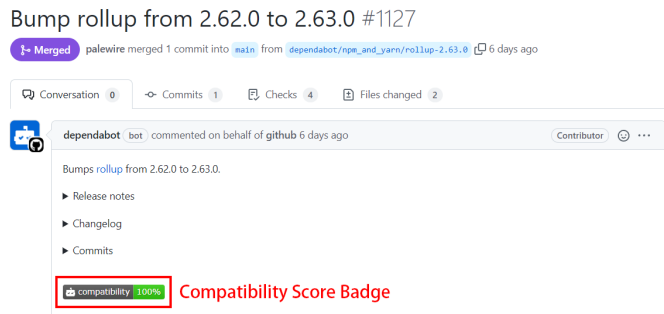 Bump rollup from 2.62.0 to 2.63.0 #1127
Merged palewire merged 1 commit into main from dependabot/npm_and_yarn/rollup-2.63.0 6 days ago
Conversation 0 Commits 1 Checks 4 Files changed 2
dependabot bot commented on behalf of github 6 days ago Contributor
Bumps rollup from 2.62.0 to 2.63.0.
Release notes
Changelog
Commits
compatibility 100% Compatibility Score Badge